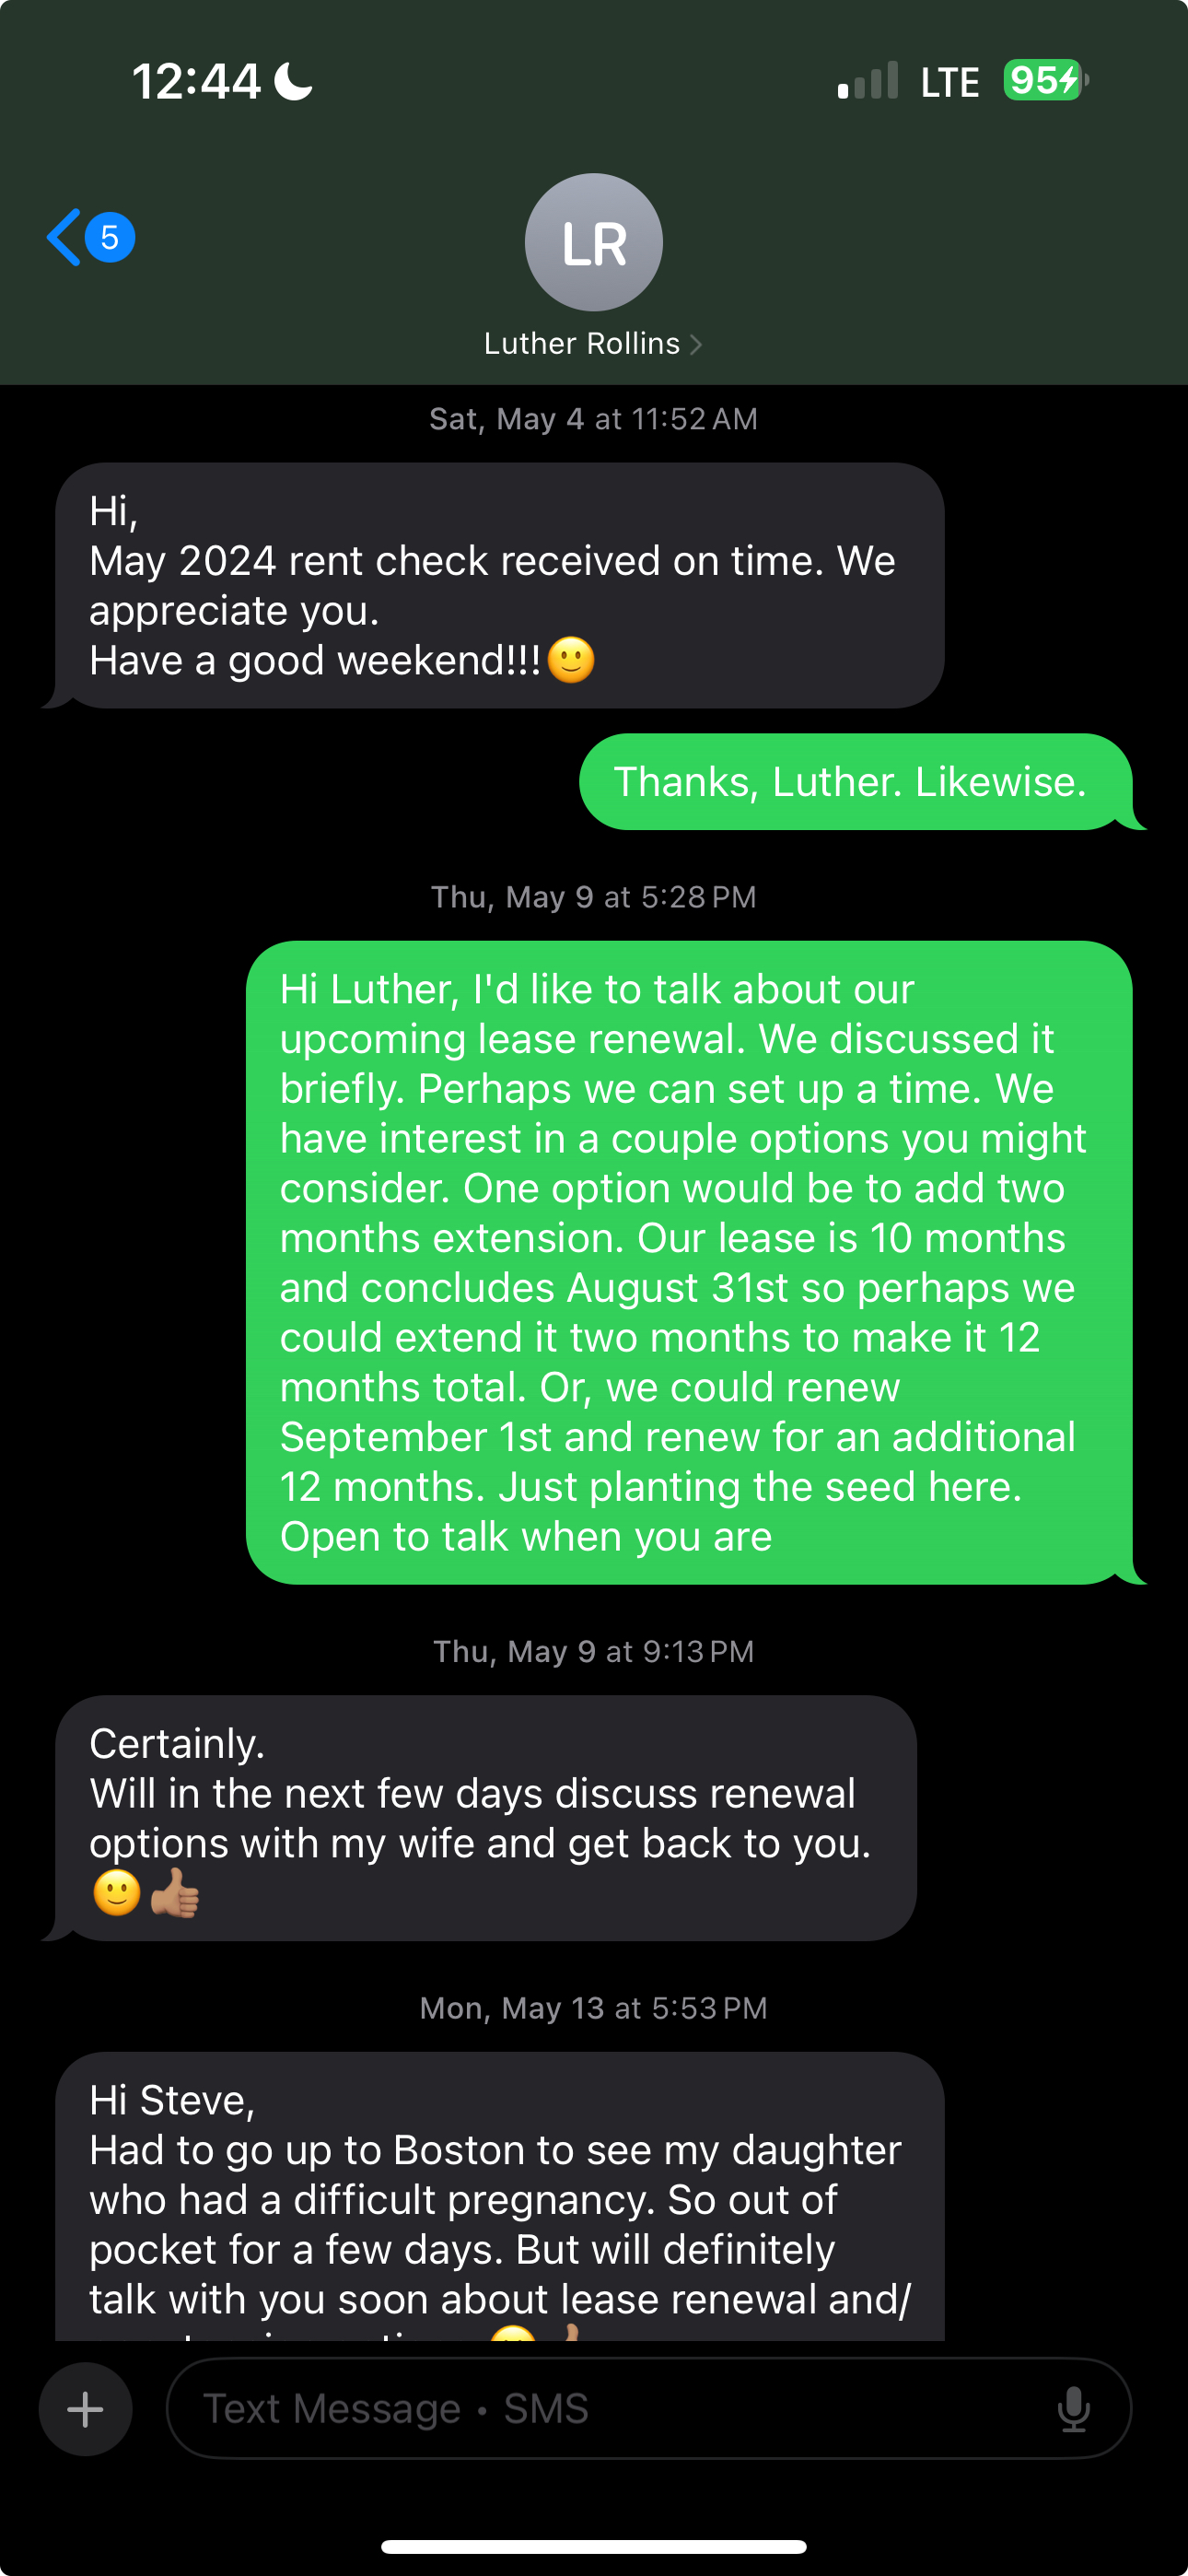 12:44
LTE
95
5
LR
Luther Rollins
Sat, May 4 at 11:52 AM
Hi,
May 2024 rent check received on time. We
appreciate you.
Have a good weekend!!!🙂
Thanks, Luther. Likewise.
Thu, May 9 at 5:28 PM
Hi Luther, I'd like to talk about our
upcoming lease renewal. We discussed it
briefly. Perhaps we can set up a time. We
have interest in a couple options you might
consider. One option would be to add two
months extension. Our lease is 10 months
and concludes August 31st so perhaps we
could extend it two months to make it 12
months total. Or, we could renew
September 1st and renew for an additional
12 months. Just planting the seed here.
Open to talk when you are
Thu, May 9 at 9:13 PM
Certainly.
Will in the next few days discuss renewal
options with my wife and get back to you.
🙂👍🏽
Mon, May 13 at 5:53 PM
Hi Steve,
Had to go up to Boston to see my daughter
who had a difficult pregnancy. So out of
pocket for a few days. But will definitely
talk with you soon about lease renewal and/
Text Message • SMS